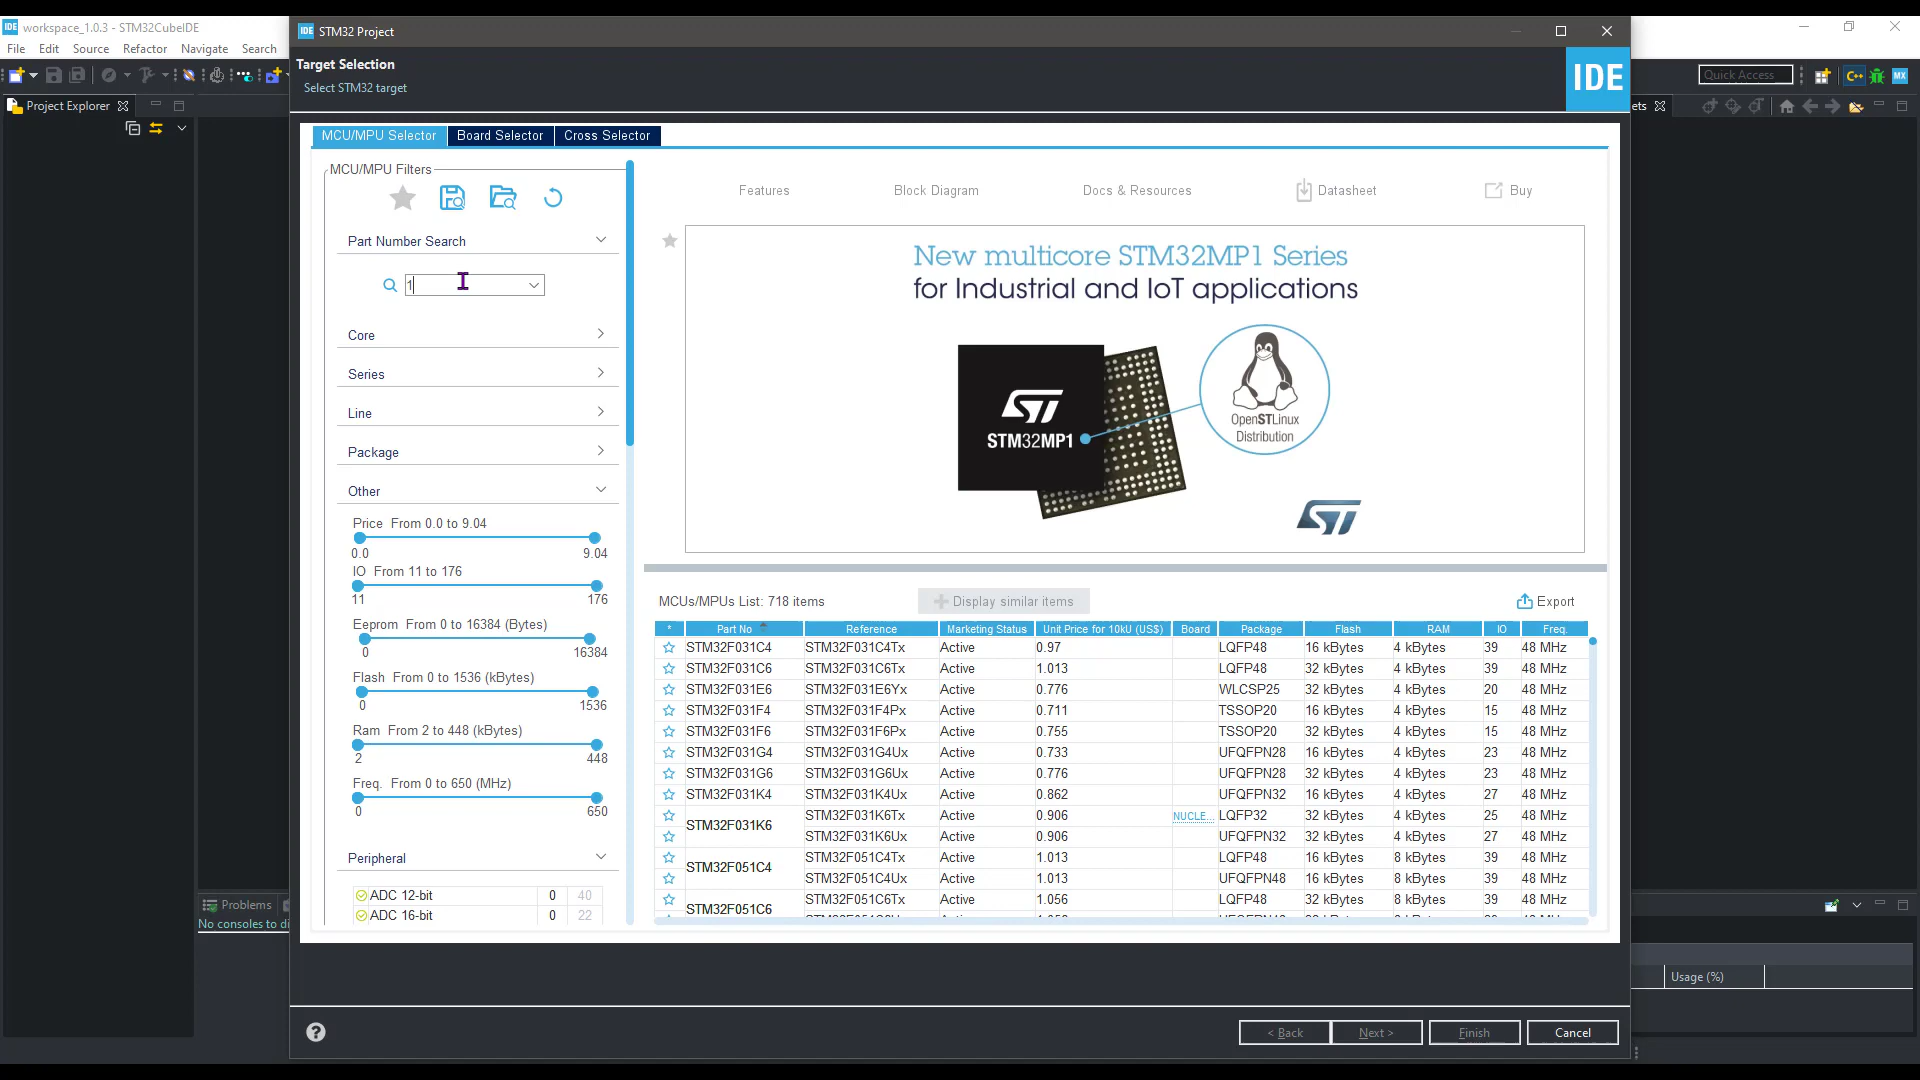 IDE workspace_1.0.3 - STM32CubeIDE
File Edit Source Refactor Navigate Search
Quick Access
C++
MX
Project Explorer
ets
Problems
No consoles to di
Usage (%)
IDE STM32 Project
Target Selection
Select STM32 target
IDE
MCU/MPU Selector Board Selector Cross Selector
MCU/MPU Filters
Part Number Search
1
Core
Series
Line
Package
Other
Price From 0.0 to 9.04
0.0 9.04
IO From 11 to 176
11 176
Eeprom From 0 to 16384 (Bytes)
0 16384
Flash From 0 to 1536 (kBytes)
0 1536
Ram From 2 to 448 (kBytes)
2 448
Freq. From 0 to 650 (MHz)
0 650
Peripheral
ADC 12-bit 0 40
ADC 16-bit 0 22
Features Block Diagram Docs & Resources Datasheet Buy
New multicore STM32MP1 Series
for Industrial and IoT applications
ST
STM32MP1
OpenSTLinux
Distribution
ST
MCUs/MPUs List: 718 items Display similar items Export
* Part No Reference Marketing Status Unit Price for 10kU (US$) Board Package Flash RAM IO Freq.
STM32F031C4 STM32F031C4Tx Active 0.97 LQFP48 16 kBytes 4 kBytes 39 48 MHz
STM32F031C6 STM32F031C6Tx Active 1.013 LQFP48 32 kBytes 4 kBytes 39 48 MHz
STM32F031E6 STM32F031E6Yx Active 0.776 WLCSP25 32 kBytes 4 kBytes 20 48 MHz
STM32F031F4 STM32F031F4Px Active 0.711 TSSOP20 16 kBytes 4 kBytes 15 48 MHz
STM32F031F6 STM32F031F6Px Active 0.755 TSSOP20 32 kBytes 4 kBytes 15 48 MHz
STM32F031G4 STM32F031G4Ux Active 0.733 UFQFPN28 16 kBytes 4 kBytes 23 48 MHz
STM32F031G6 STM32F031G6Ux Active 0.776 UFQFPN28 32 kBytes 4 kBytes 23 48 MHz
STM32F031K4 STM32F031K4Ux Active 0.862 UFQFPN32 16 kBytes 4 kBytes 27 48 MHz
STM32F031K6 STM32F031K6Tx Active 0.906 NUCLE... LQFP32 32 kBytes 4 kBytes 25 48 MHz
STM32F031K6Ux Active 0.906 UFQFPN32 32 kBytes 4 kBytes 27 48 MHz
STM32F051C4 STM32F051C4Tx Active 1.013 LQFP48 16 kBytes 8 kBytes 39 48 MHz
STM32F051C4Ux Active 1.013 UFQFPN48 16 kBytes 8 kBytes 39 48 MHz
STM32F051C6 STM32F051C6Tx Active 1.056 LQFP48 32 kBytes 8 kBytes 39 48 MHz
< Back Next > Finish Cancel